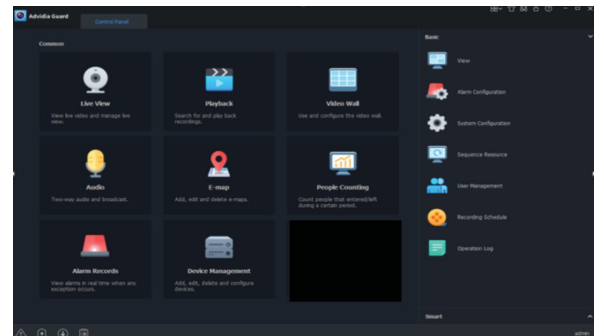 Advidia Guard
Control Panel
Common
Live View
View live video and manage live
view.
Playback
Search for and play back
recordings.
Video Wall
Use and configure the video wall.
Audio
Two-way audio and broadcast.
E-map
Add, edit and delete e-maps.
People Counting
Count people that entered/left
during a certain period.
Alarm Records
View alarms in real time when any
exception occurs.
Device Management
Add, edit, delete and configure
devices.
Basic
View
Alarm Configuration
System Configuration
Sequence Resource
User Management
Recording Schedule
Operation Log
Smart
admin